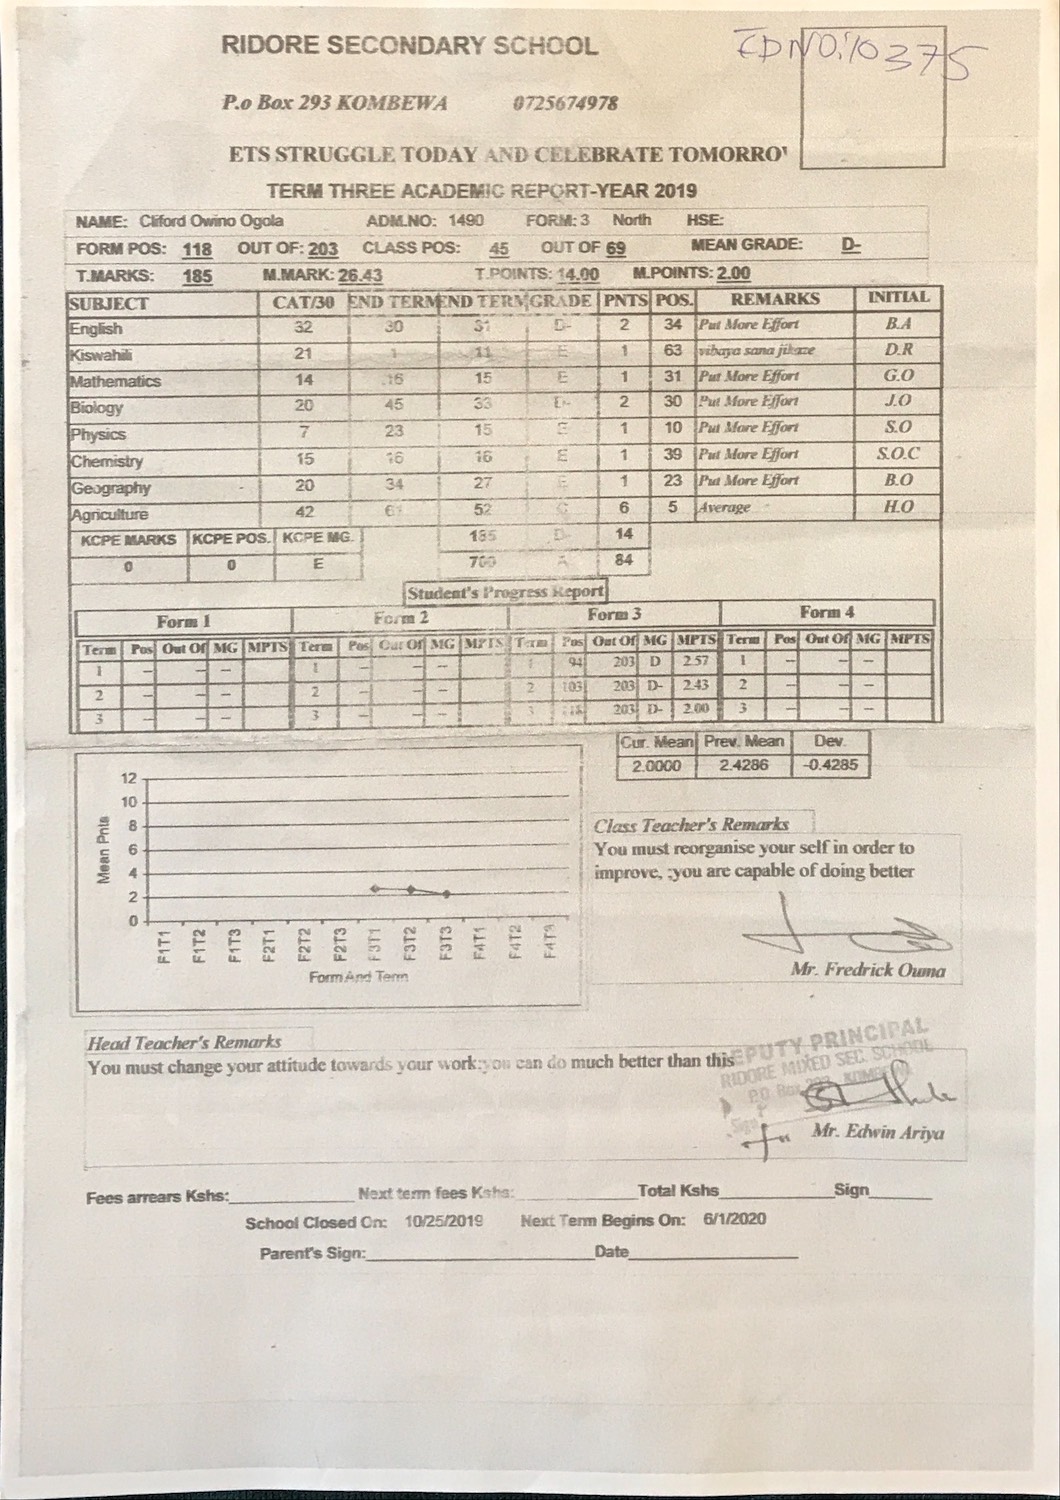 RIDORE SECONDARY SCHOOL
IDNO:10375
P.o Box 293 KOMBEWA 0725674978
ETS STRUGGLE TODAY AND CELEBRATE TOMORRO
TERM THREE ACADEMIC REPORT-YEAR 2019
NAME: Cliford Owino Ogola ADM.NO: 1490 FORM: 3 North HSE:
FORM POS: 118 OUT OF: 203 CLASS POS: 45 OUT OF 69 MEAN GRADE: D-
T.MARKS: 185 M.MARK: 26.43 T.POINTS: 14.00 M.POINTS: 2.00
SUBJECT CAT/30 END TERM END TERM GRADE PNTS POS. REMARKS INITIAL
English 32 30 31 D- 2 34 Put More Effort B.A
Kiswahili 21 1 11 E 1 63 vibaya sana jikaze D.R
Mathematics 14 16 15 E 1 31 Put More Effort G.O
Biology 20 45 33 D- 2 30 Put More Effort J.O
Physics 7 23 15 E 1 10 Put More Effort S.O
Chemistry 15 16 16 E 1 39 Put More Effort S.O.C
Geography 20 34 27 E 1 23 Put More Effort B.O
Agriculture 42 61 52 C 6 5 Average H.O
KCPE MARKS KCPE POS. KCPE MG. 185 D- 14
0 0 E 700 A 84
Student's Progress Report
Form 1 Form 2 Form 3 Form 4
Term Pos Out Of MG MPTS Term Pos Out Of MG MPTS Term Pos Out Of MG MPTS Term Pos Out Of MG MPTS
1 -- -- -- 1 -- -- -- 1 94 203 D 2.57 1 -- -- --
2 -- -- -- 2 -- -- -- 2 103 203 D- 2.43 2 -- -- --
3 -- -- -- 3 -- -- -- 3 118 203 D- 2.00 3 -- -- --
Cur. Mean Prev. Mean Dev.
2.0000 2.4286 -0.4285
12
10
8
6
4
2
0
Mean Pnts
F1T1 F1T2 F1T3 F2T1 F2T2 F2T3 F3T1 F3T2 F3T3 F4T1 F4T2 F4T3
Form And Term
Class Teacher's Remarks
You must reorganise your self in order to
improve, :you are capable of doing better
Mr. Fredrick Ouma
Head Teacher's Remarks
You must change your attitude towards your work:you can do much better than this
DEPUTY PRINCIPAL
RIDORE MIXED SEC. SCHOOL
P.O Box 293, KOMBEWA
Sign
Mr. Edwin Ariya
Fees arrears Kshs: Next term fees Kshs: Total Kshs Sign
School Closed On: 10/25/2019 Next Term Begins On: 6/1/2020
Parent's Sign: Date